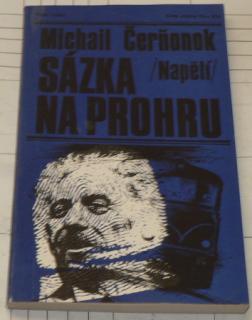 Michail Čerňonok
SÁZKA /Napětí/
NA PROHRU